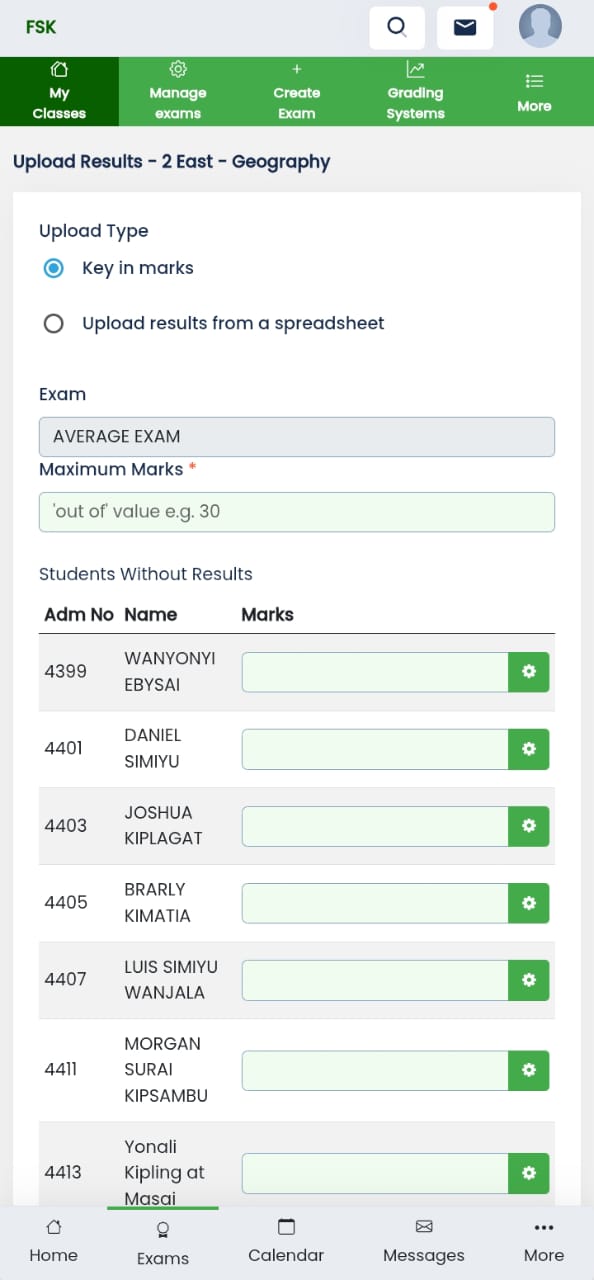 FSK
My
Classes
Manage
exams
Create
Exam
Grading
Systems
More
Upload Results - 2 East - Geography
Upload Type
Key in marks
Upload results from a spreadsheet
Exam
AVERAGE EXAM
Maximum Marks *
'out of' value e.g. 30
Students Without Results
Adm No Name Marks
4399 WANYONYI
EBYSAI
4401 DANIEL
SIMIYU
4403 JOSHUA
KIPLAGAT
4405 BRARLY
KIMATIA
4407 LUIS SIMIYU
WANJALA
4411 MORGAN
SURAI
KIPSAMBU
4413 Yonali
Kipling at
Masai
Home Exams Calendar Messages More